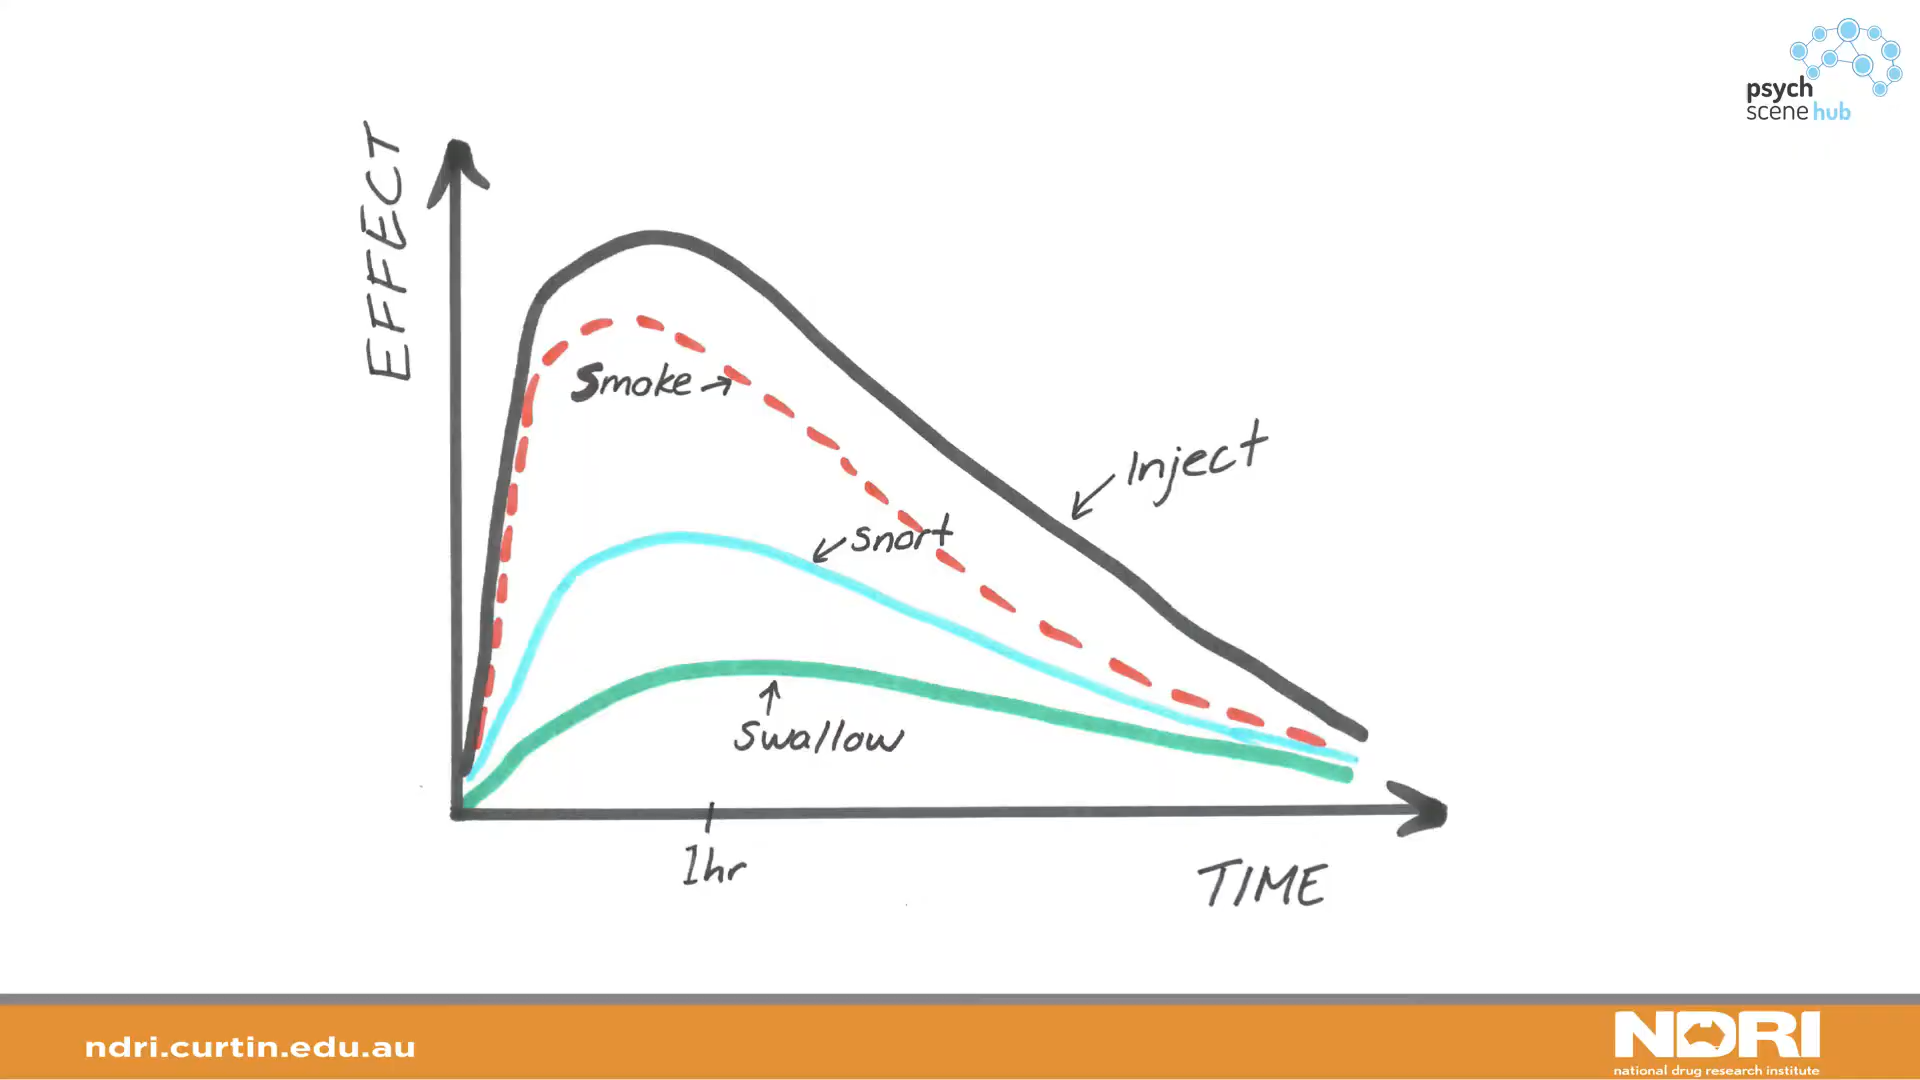 psych
scene hub
EFFECT
Smoke
Inject
Snort
Swallow
1hr
TIME
ndri.curtin.edu.au
NDRI
national drug research institute